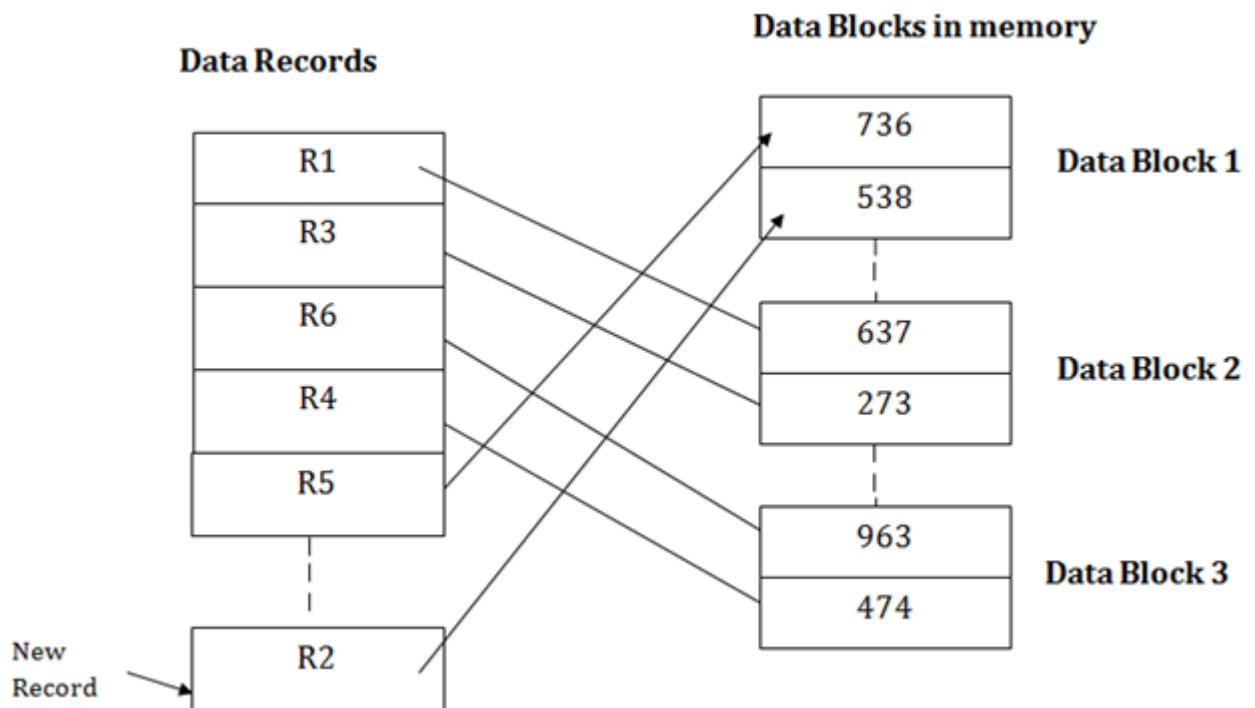 Data Records
R1
R3
R6
R4
R5
R2
New
Record
Data Blocks in memory
736
538
Data Block 1
637
273
Data Block 2
963
474
Data Block 3